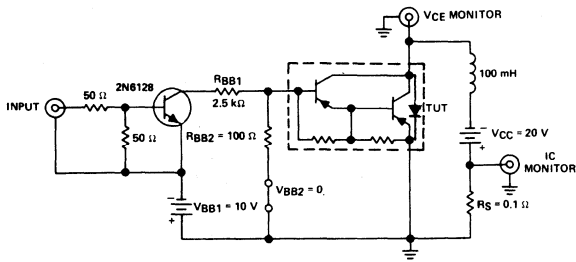 VCE MONITOR
2N6128
RBB1
2.5 kΩ
100 mH
50 Ω
INPUT
TUT
50 Ω
RBB2 = 100 Ω
VCC = 20 V
IC
MONITOR
VBB2 = 0
VBB1 = 10 V
RS = 0.1 Ω